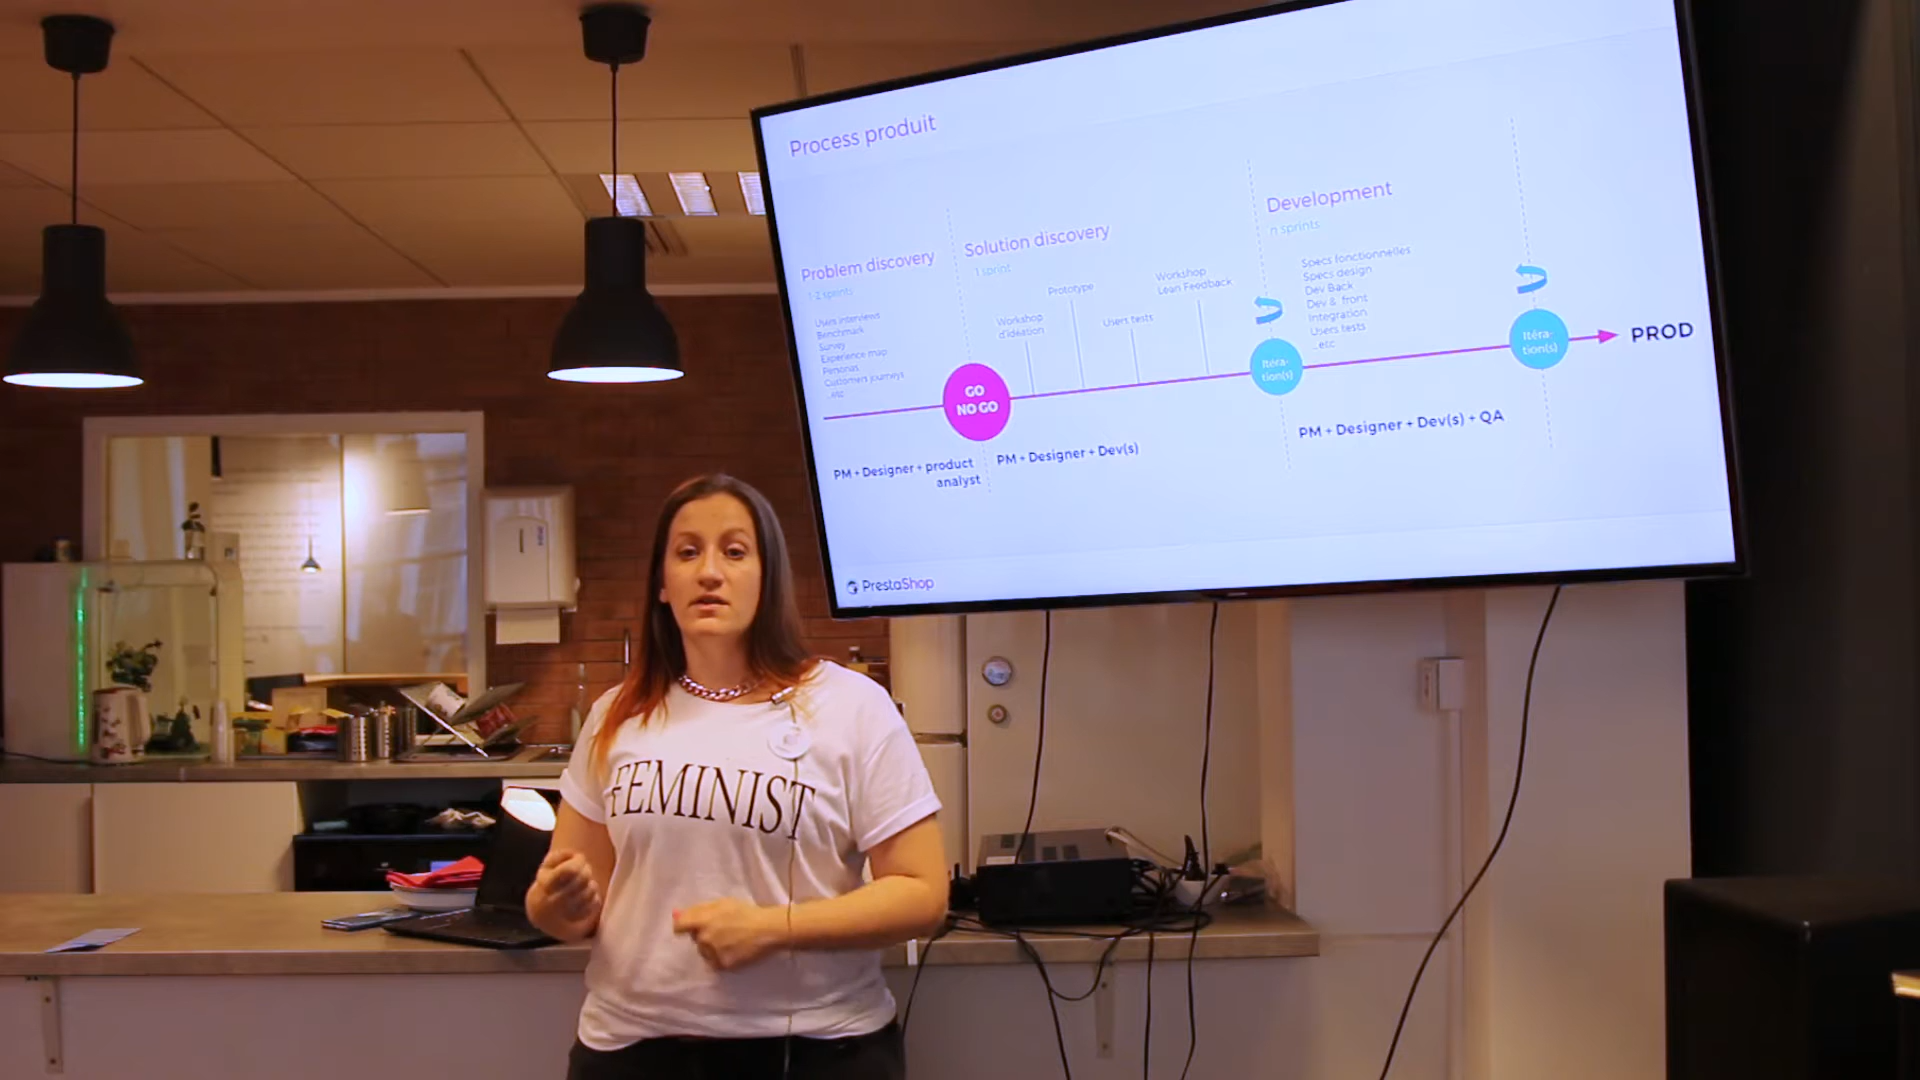 Process produit
Problem discovery
1-2 sprints
Users interviews
Benchmark
Survey
Experience map
Personas
Customers journeys
...etc
GO
NO GO
PM + Designer + product
analyst
Solution discovery
1 sprint
Workshop
d'idéation
Prototype
Users tests
Workshop
Lean Feedback
PM + Designer + Dev(s)
Itéra-
tion(s)
Development
n sprints
Specs fonctionnelles
Specs design
Dev Back
Dev & front
Integration
Users tests
...etc
PM + Designer + Dev(s) + QA
Itéra-
tion(s)
PROD
PrestaShop
FEMINIST